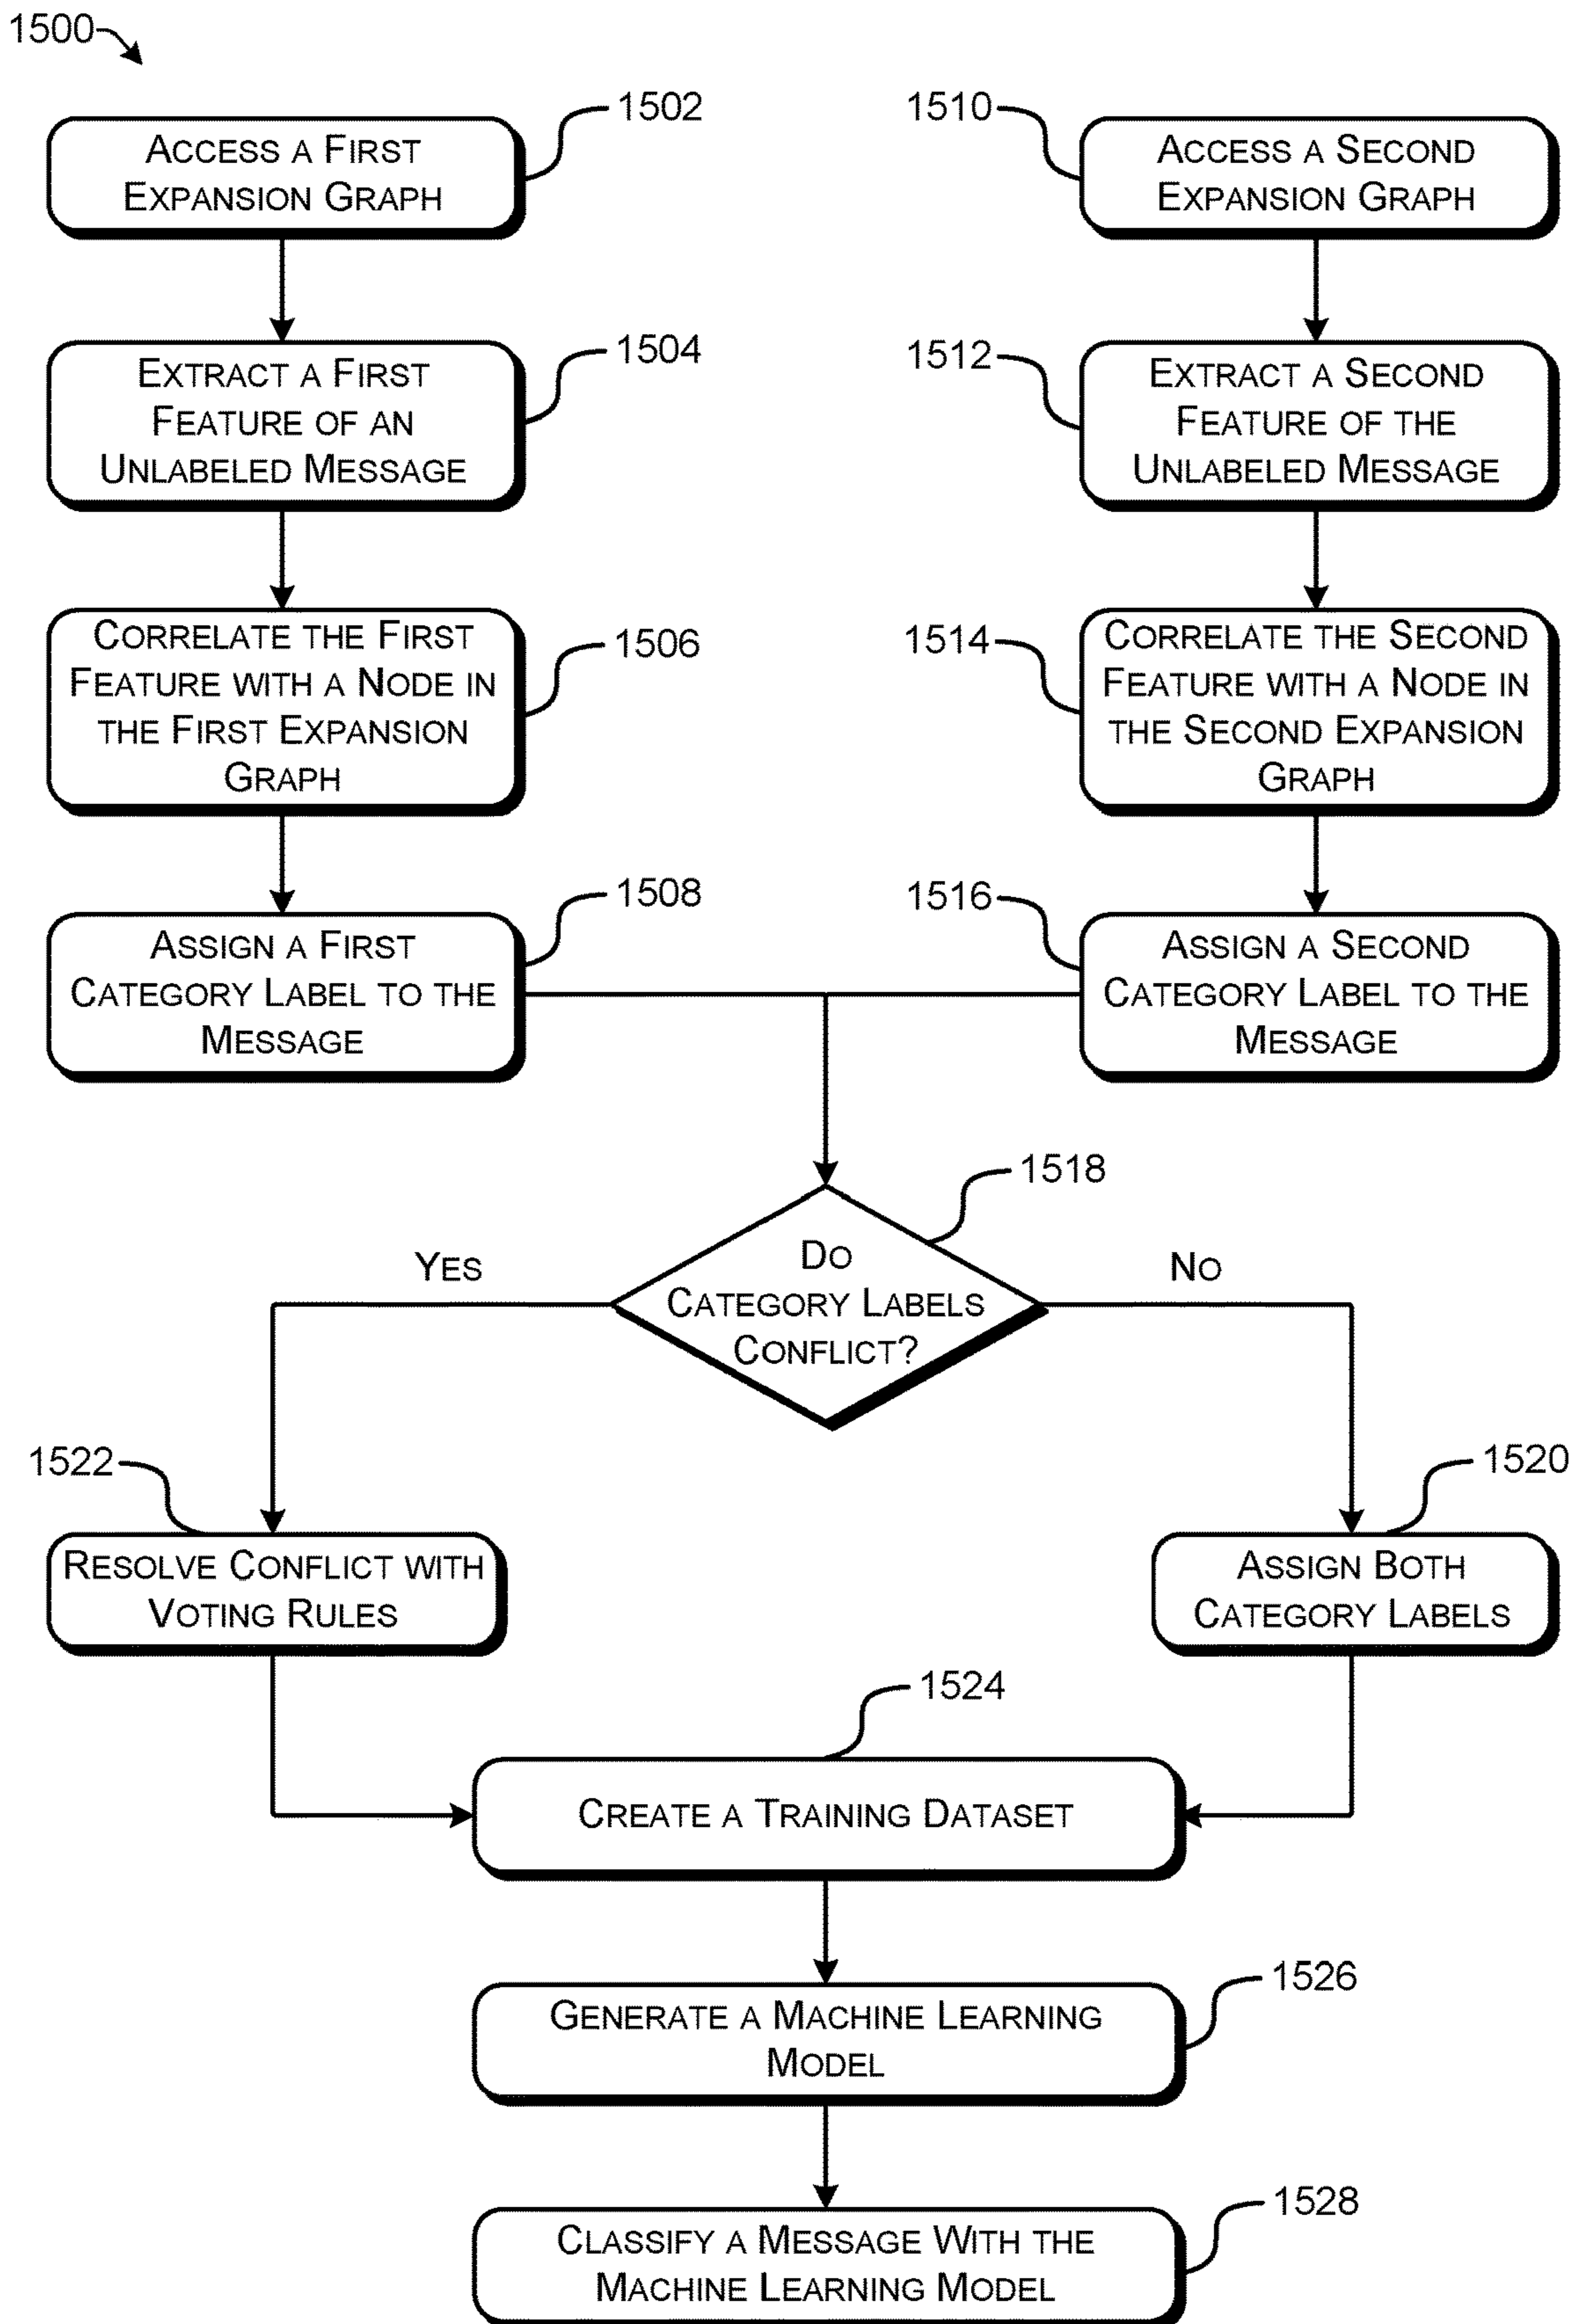 1500
1502
ACCESS A FIRST
EXPANSION GRAPH
1510
ACCESS A SECOND
EXPANSION GRAPH
1504
EXTRACT A FIRST
FEATURE OF AN
UNLABELED MESSAGE
1512
EXTRACT A SECOND
FEATURE OF THE
UNLABELED MESSAGE
1506
CORRELATE THE FIRST
FEATURE WITH A NODE IN
THE FIRST EXPANSION
GRAPH
1514
CORRELATE THE SECOND
FEATURE WITH A NODE IN
THE SECOND EXPANSION
GRAPH
1508
ASSIGN A FIRST
CATEGORY LABEL TO THE
MESSAGE
1516
ASSIGN A SECOND
CATEGORY LABEL TO THE
MESSAGE
1518
DO
CATEGORY LABELS
CONFLICT?
YES
NO
1522
RESOLVE CONFLICT WITH
VOTING RULES
1520
ASSIGN BOTH
CATEGORY LABELS
1524
CREATE A TRAINING DATASET
1526
GENERATE A MACHINE LEARNING
MODEL
1528
CLASSIFY A MESSAGE WITH THE
MACHINE LEARNING MODEL